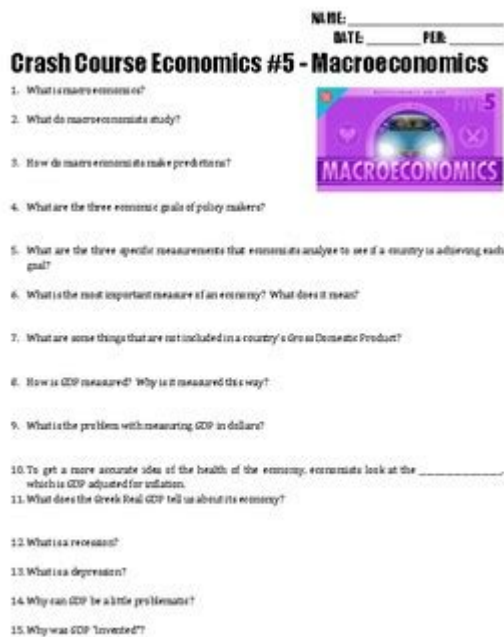 NAME: ____________________
DATE: ________ PER: ________
Crash Course Economics #5 - Macroeconomics
1. What is macroeconomics?
2. What do macroeconomists study?
3. How do macroeconomists make predictions?
4. What are the three economic goals of policy makers?
5. What are the three specific measurements that economists analyze to see if a country is achieving each
goal?
6. What is the most important measure of an economy? What does it mean?
7. What are some things that are not included in a country's Gross Domestic Product?
8. How is GDP measured? Why is it measured this way?
9. What is the problem with measuring GDP in dollars?
10. To get a more accurate idea of the health of the economy, economists look at the ______________,
which is GDP adjusted for inflation.
11. What does the Greek Real GDP tell us about its economy?
12. What is a recession?
13. What is a depression?
14. Why can GDP be a little problematic?
15. Why was GDP "invented"?
5
MACROECONOMICS